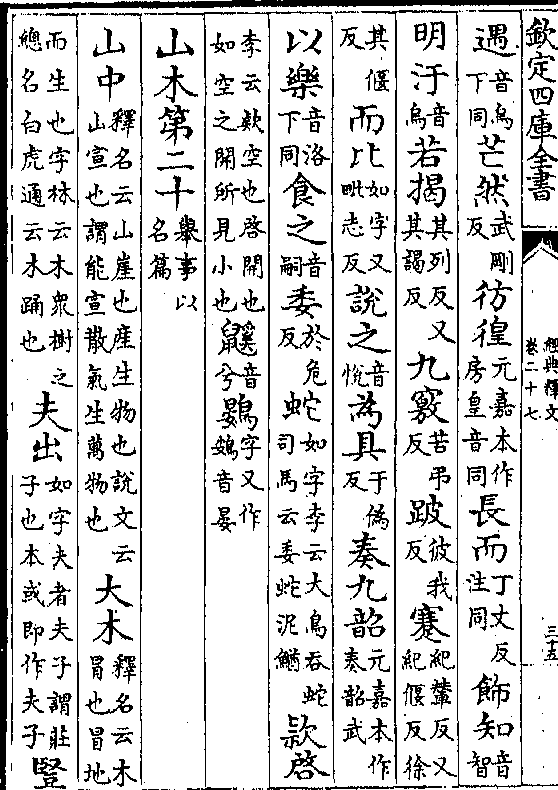 欽定四庫全書
經典釋文
卷二十七
三十五
遇音烏下同芒然武剛反彷徨元嘉本作房皇音同長而丁丈反注同飾知音智
明汙音烏若揭其列反又其謁反九竅苦弔反跛彼我反蹇紀輦反又紀偃反徐
其偃反而比如字又毗志反說之音悅為具于偽反奏九韶元嘉本作奏韶武
以樂音洛下同食之音嗣委於危反蛇如字李云大鳥吞蛇司馬云委蛇泥鰌款啓
李云款空也啓開也如空之開所見小也鼷音奚兮鴳字又作鷃音晏
山木第二十舉事以名篇
山中釋名云山崖也產生物也說文云山宣也謂能宣散氣生萬物也大木釋名云木冒也冒地
而生也字林云木衆樹之總名白虎通云木踊也夫出如字夫者夫子謂莊子也本或即作夫子豎